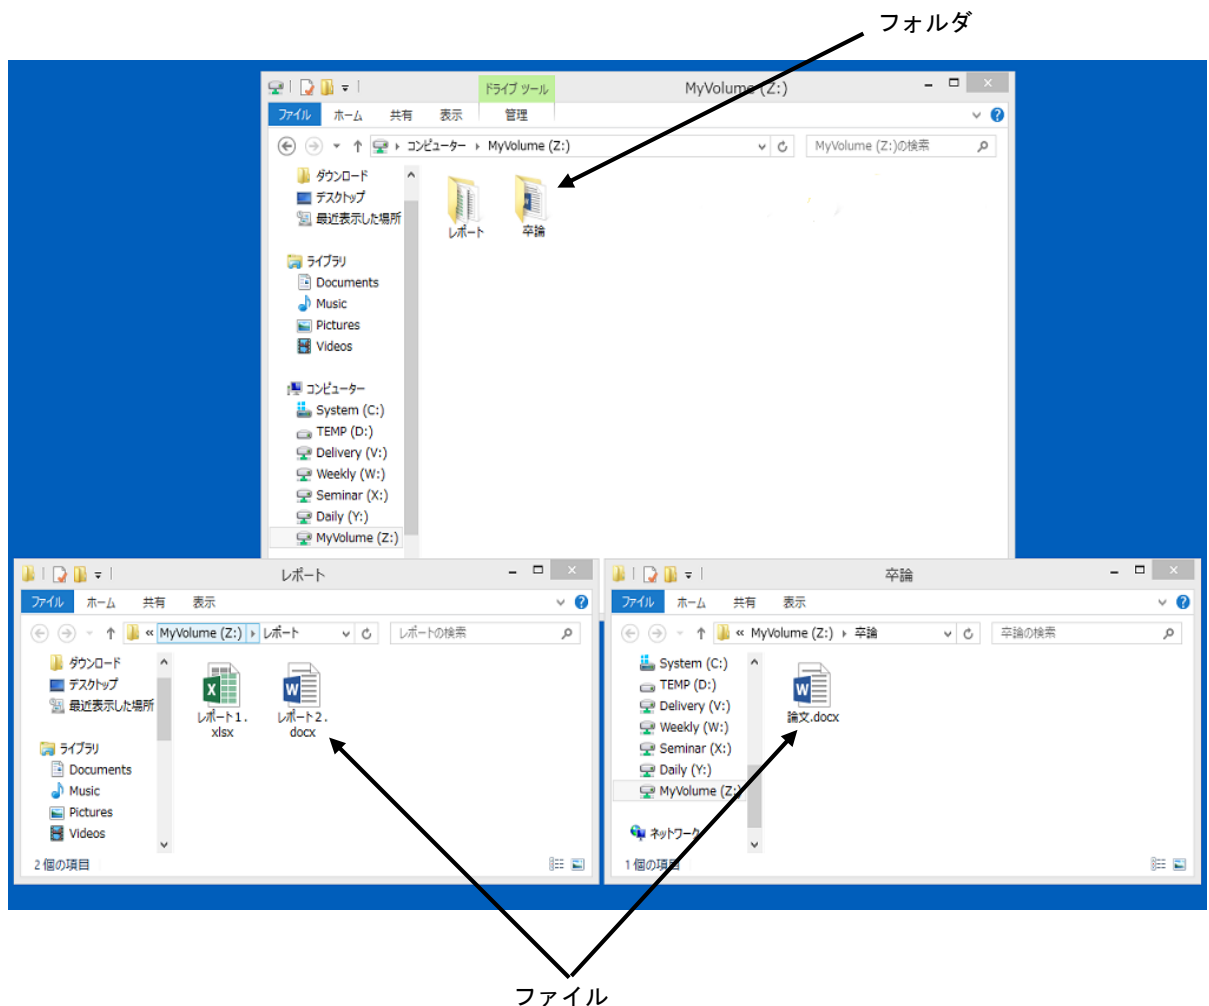 フォルダ
ドライブ ツール
MyVolume (Z:)
ファイル ホーム 共有 表示 管理
コンピューター MyVolume (Z:)
MyVolume (Z:)の検索
ダウンロード
デスクトップ
最近表示した場所
ライブラリ
Documents
Music
Pictures
Videos
コンピューター
System (C:)
TEMP (D:)
Delivery (V:)
Weekly (W:)
Seminar (X:)
Daily (Y:)
MyVolume (Z:)
レポート
卒論
レポート
ファイル ホーム 共有 表示
« MyVolume (Z:) レポート
レポートの検索
ダウンロード
デスクトップ
最近表示した場所
ライブラリ
Documents
Music
Pictures
Videos
レポート1.
xlsx
レポート2.
docx
2 個の項目
卒論
ファイル ホーム 共有 表示
« MyVolume (Z:) 卒論
卒論の検索
System (C:)
TEMP (D:)
Delivery (V:)
Weekly (W:)
Seminar (X:)
Daily (Y:)
MyVolume (Z:)
ネットワーク
論文.docx
1 個の項目
ファイル